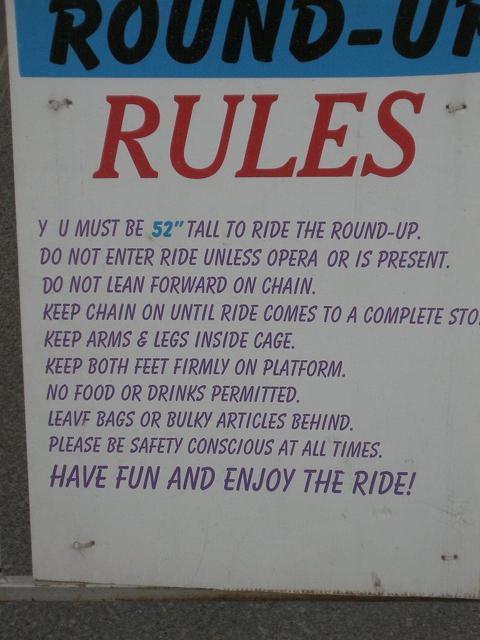 ROUND-UP
RULES
Y U MUST BE 52" TALL TO RIDE THE ROUND-UP.
DO NOT ENTER RIDE UNLESS OPERA OR IS PRESENT.
DO NOT LEAN FORWARD ON CHAIN.
KEEP CHAIN ON UNTIL RIDE COMES TO A COMPLETE STO
KEEP ARMS & LEGS INSIDE CAGE.
KEEP BOTH FEET FIRMLY ON PLATFORM.
NO FOOD OR DRINKS PERMITTED.
LEAVE BAGS OR BULKY ARTICLES BEHIND.
PLEASE BE SAFETY CONSCIOUS AT ALL TIMES.
HAVE FUN AND ENJOY THE RIDE!